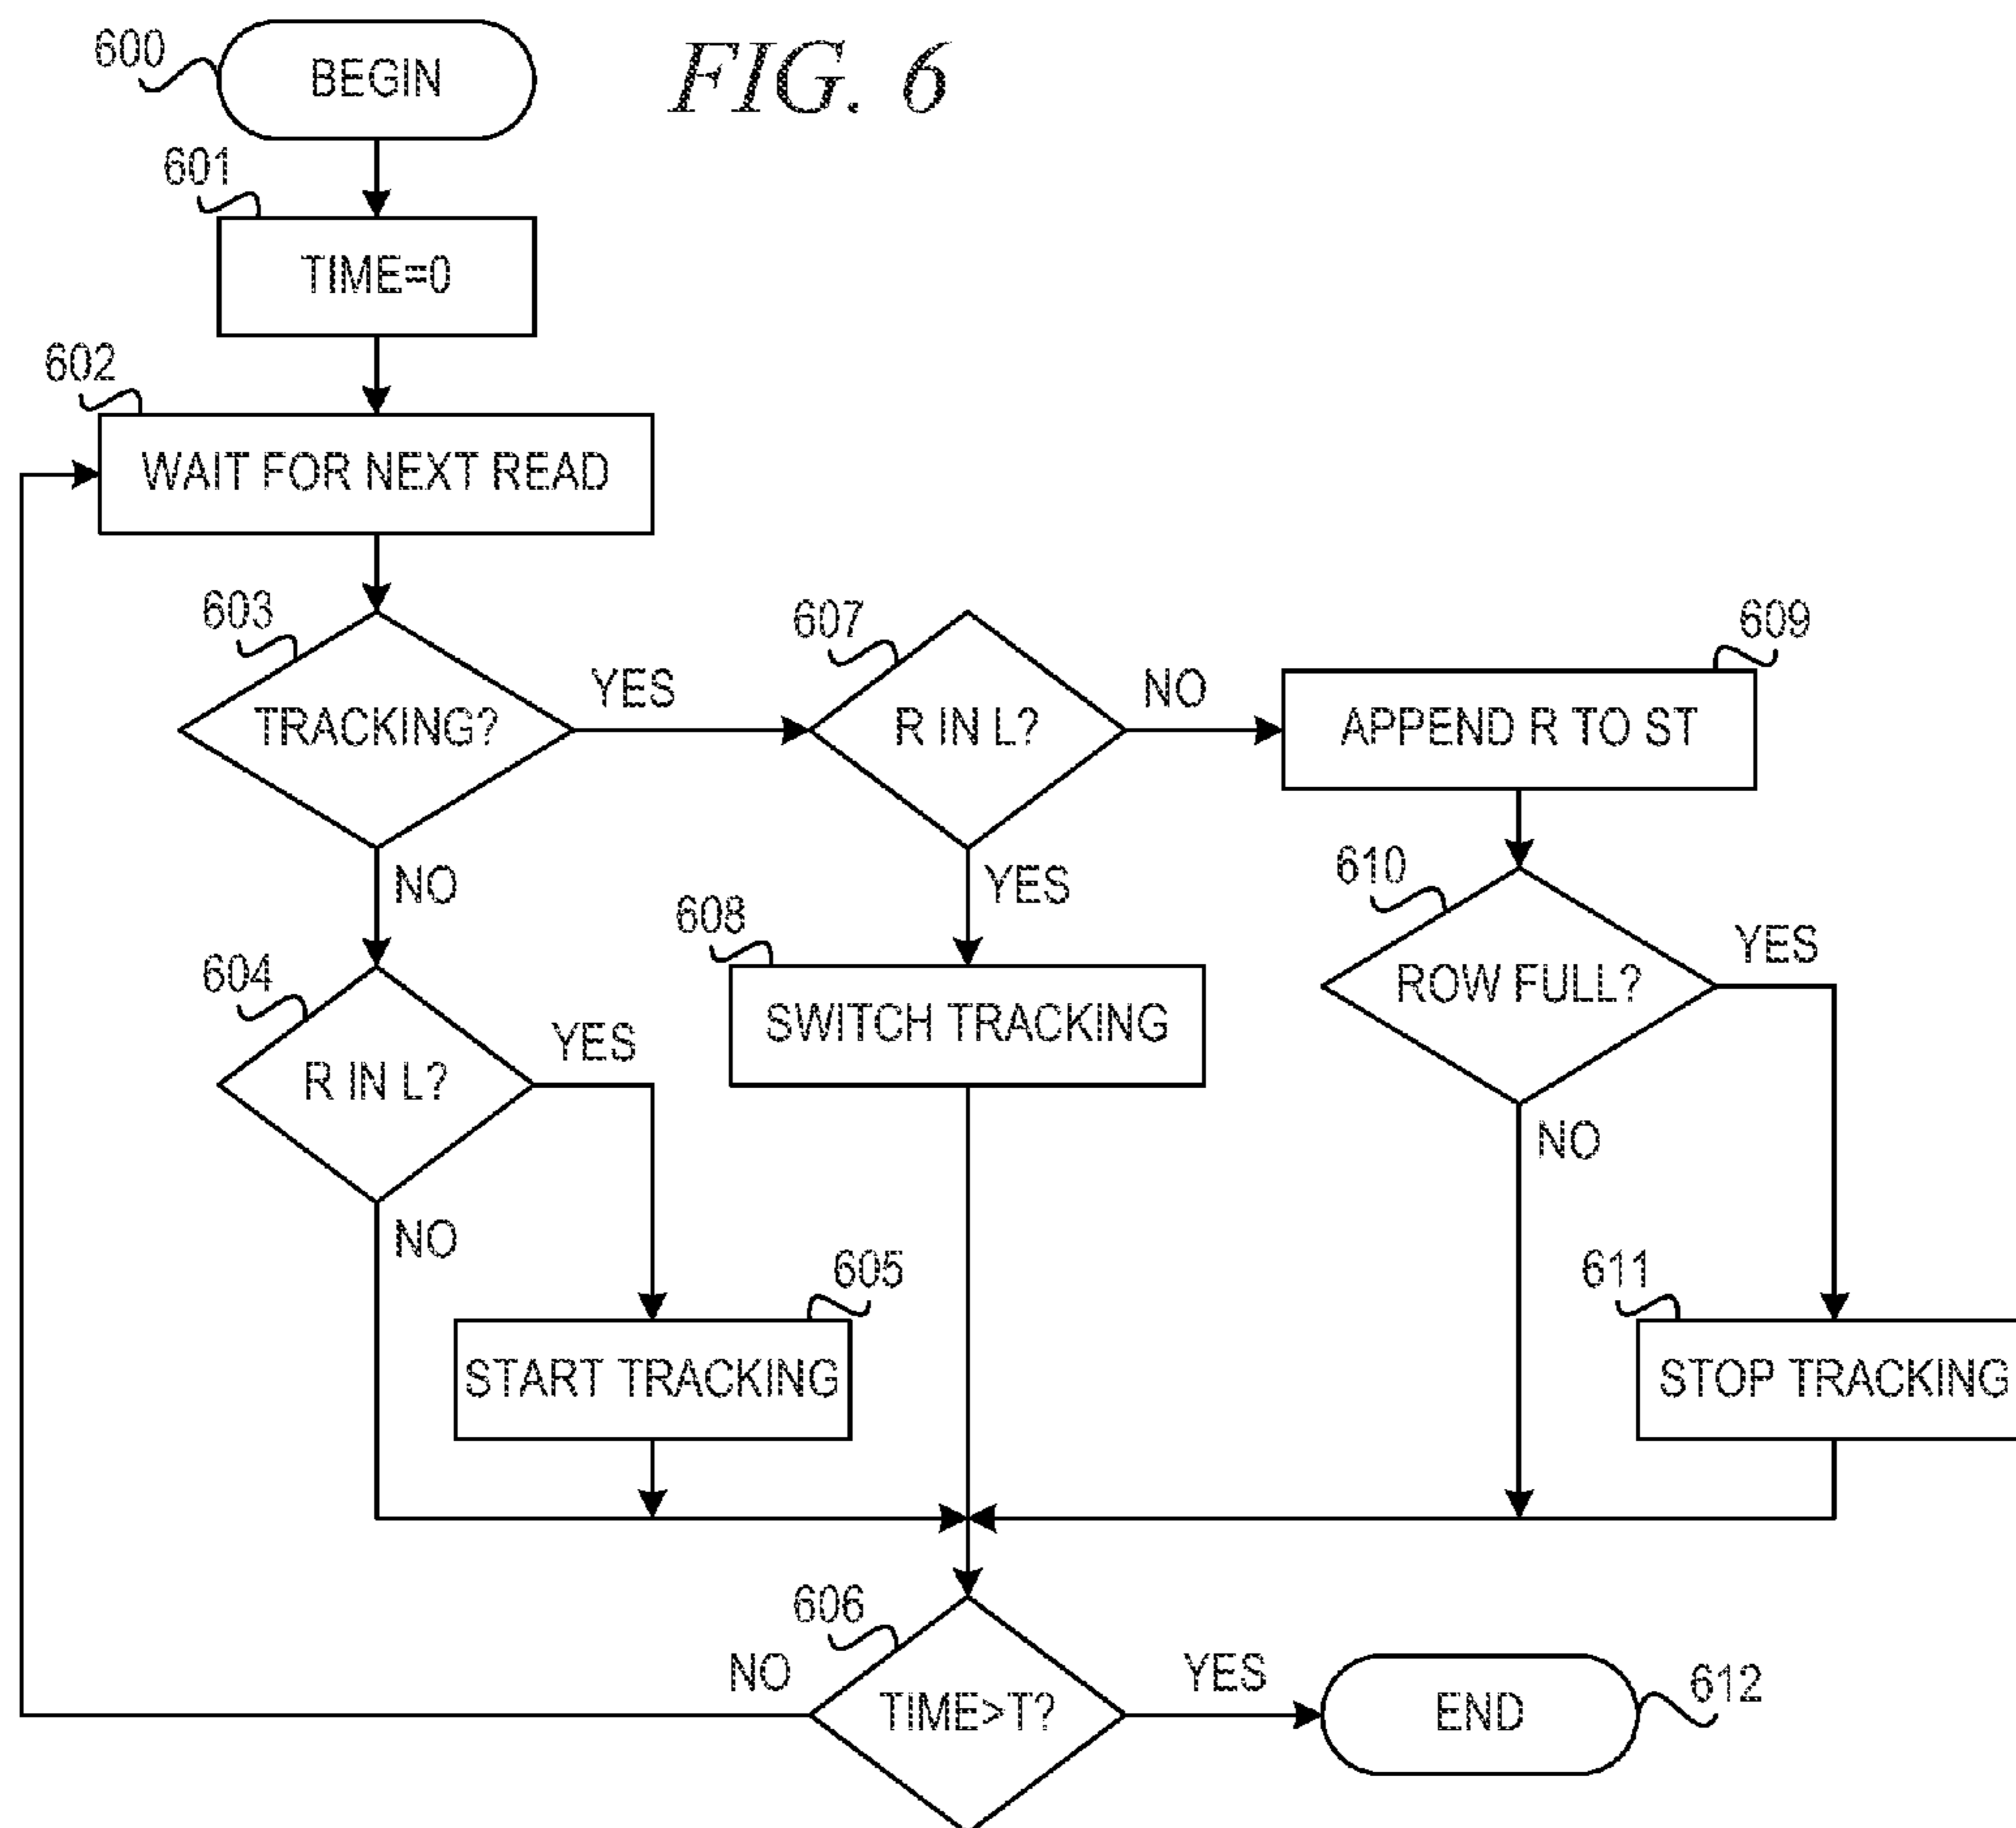 FIG. 6
600
BEGIN
601
TIME=0
602
WAIT FOR NEXT READ
603
TRACKING?
YES
NO
607
R IN L?
NO
YES
609
APPEND R TO ST
610
ROW FULL?
YES
NO
608
SWITCH TRACKING
604
R IN L?
YES
NO
605
START TRACKING
611
STOP TRACKING
606
TIME>T?
NO
YES
END
612